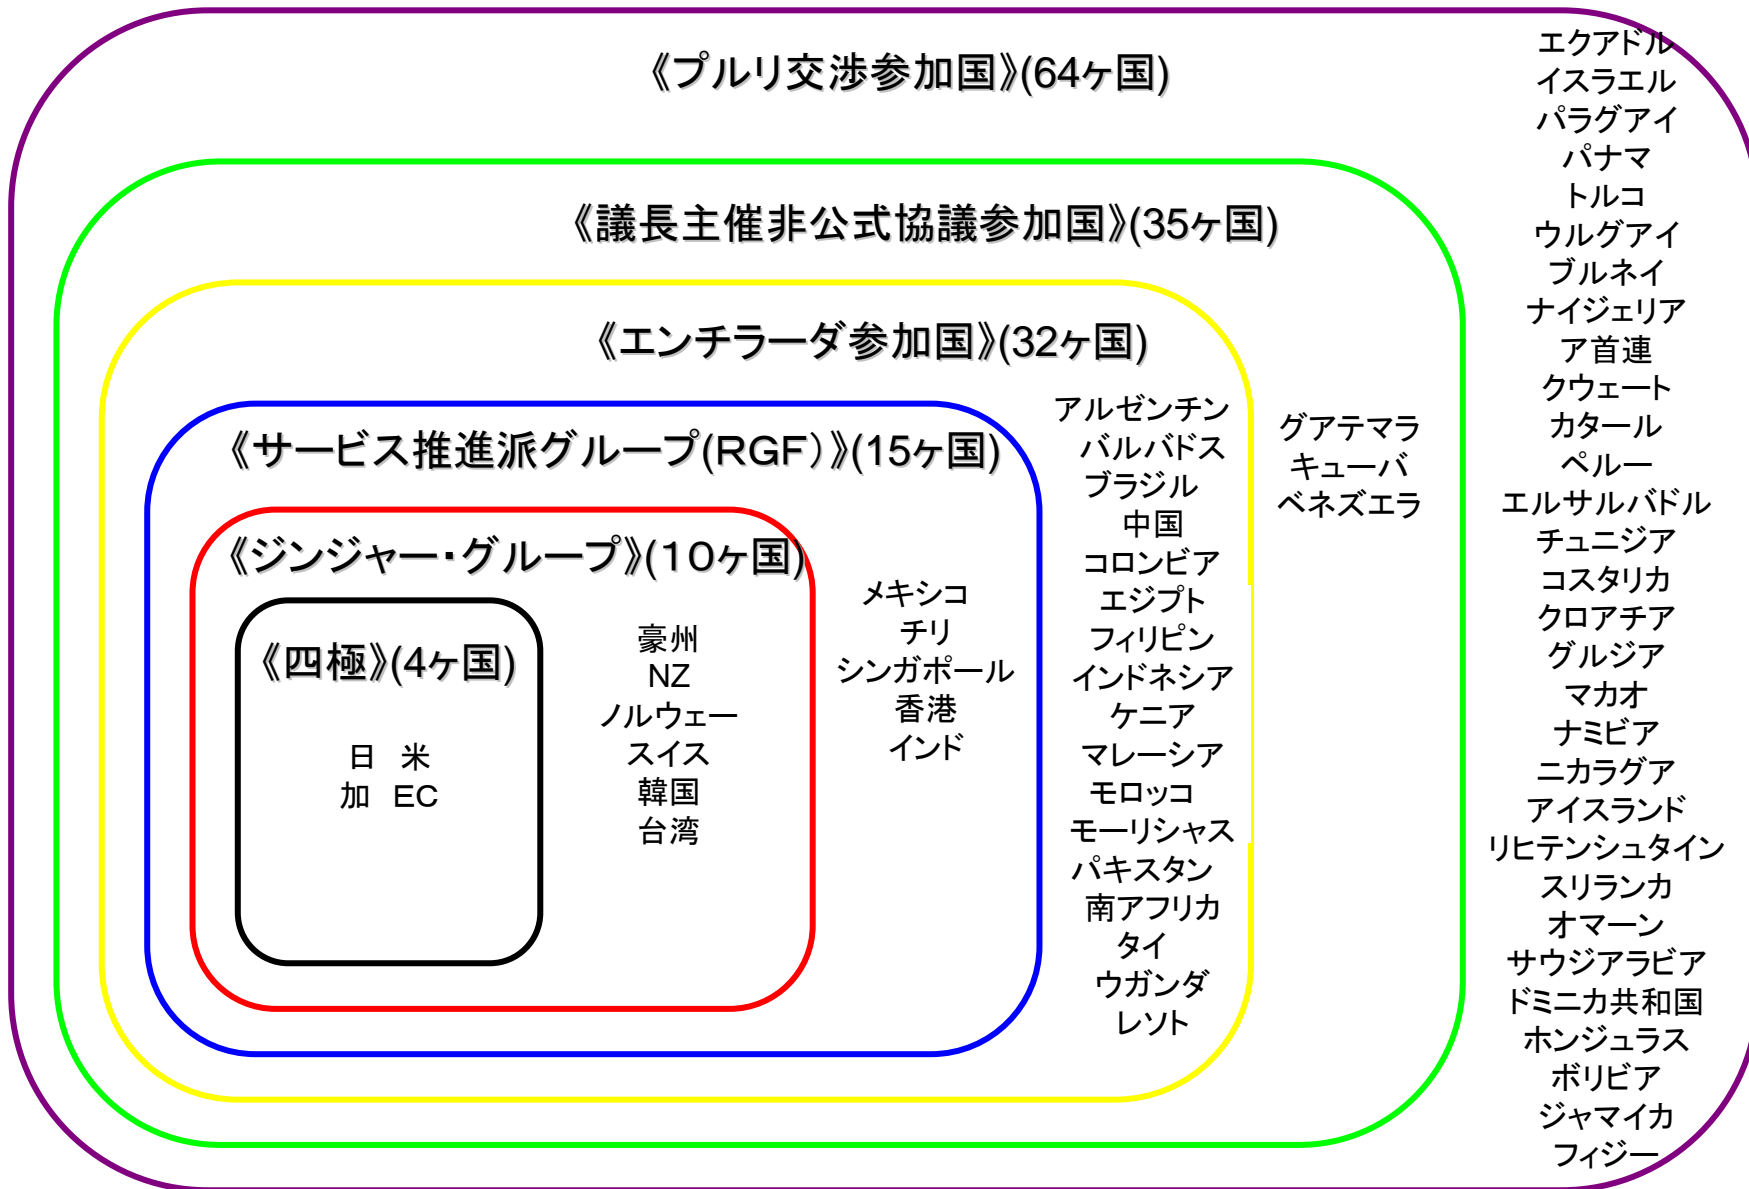 《プルリ交渉参加国》(64ヶ国)
《議長主催非公式協議参加国》(35ヶ国)
《エンチラーダ参加国》(32ヶ国)
《サービス推進派グループ(RGF)》(15ヶ国)
《ジンジャー・グループ》(10ヶ国)
《四極》(4ヶ国)
日 米
加 EC
豪州
NZ
ノルウェー
スイス
韓国
台湾
メキシコ
チリ
シンガポール
香港
インド
アルゼンチン
バルバドス
ブラジル
中国
コロンビア
エジプト
フィリピン
インドネシア
ケニア
マレーシア
モロッコ
モーリシャス
パキスタン
南アフリカ
タイ
ウガンダ
レソト
グアテマラ
キューバ
ベネズエラ
エクアドル
イスラエル
パラグアイ
パナマ
トルコ
ウルグアイ
ブルネイ
ナイジェリア
ア首連
クウェート
カタール
ペルー
エルサルバドル
チュニジア
コスタリカ
クロアチア
グルジア
マカオ
ナミビア
ニカラグア
アイスランド
リヒテンシュタイン
スリランカ
オマーン
サウジアラビア
ドミニカ共和国
ホンジュラス
ボリビア
ジャマイカ
フィジー